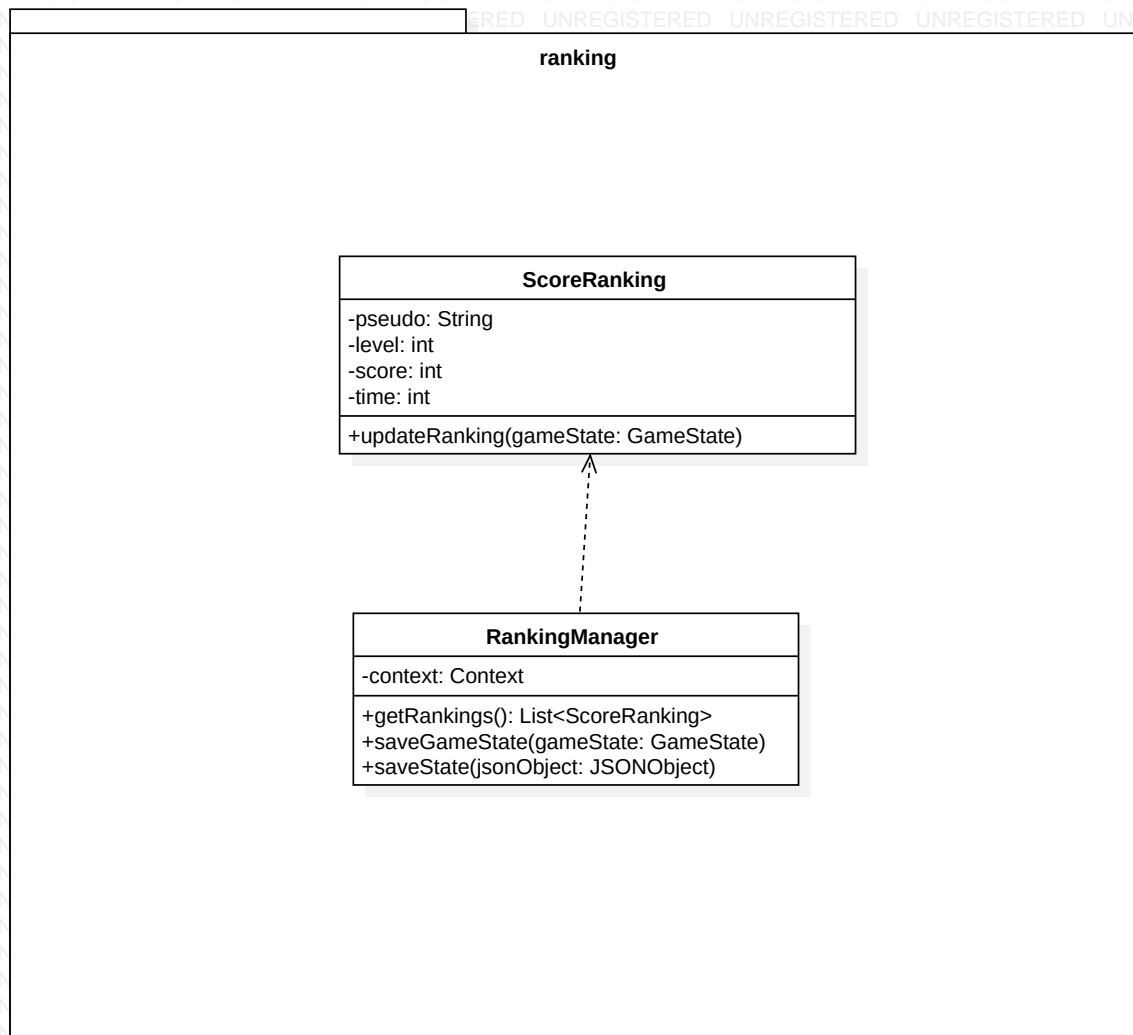 ERED UNREGISTERED UNREGISTERED UNREGISTERED UN
ranking
ScoreRanking
-pseudo: String
-level: int
-score: int
-time: int
+updateRanking(gameState: GameState)
RankingManager
-context: Context
+getRankings(): List<ScoreRanking>
+saveGameState(gameState: GameState)
+saveState(jsonObject: JSONObject)